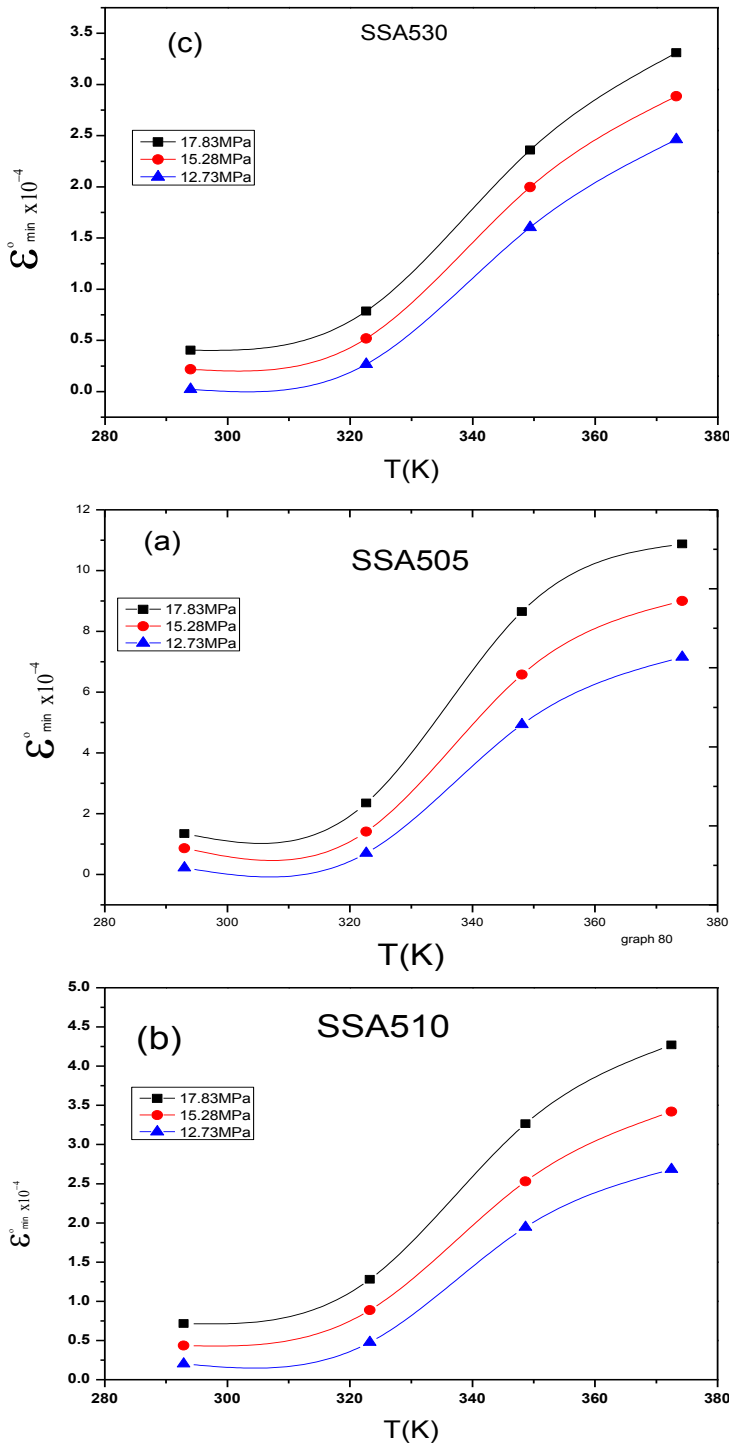 (c) SSA530
3.5
3.0
2.5
2.0
1.5
1.0
0.5
0.0
17.83MPa
15.28MPa
12.73MPa
ε° min x10⁻⁴
280 300 320 340 360 380
T(K)
(a) SSA505
12
10
8
6
4
2
0
17.83MPa
15.28MPa
12.73MPa
ε° min x10⁻⁴
280 300 320 340 360 380
T(K)
graph 80
(b) SSA510
5.0
4.5
4.0
3.5
3.0
2.5
2.0
1.5
1.0
0.5
0.0
17.83MPa
15.28MPa
12.73MPa
ε° min x10⁻⁴
280 300 320 340 360 380
T(K)